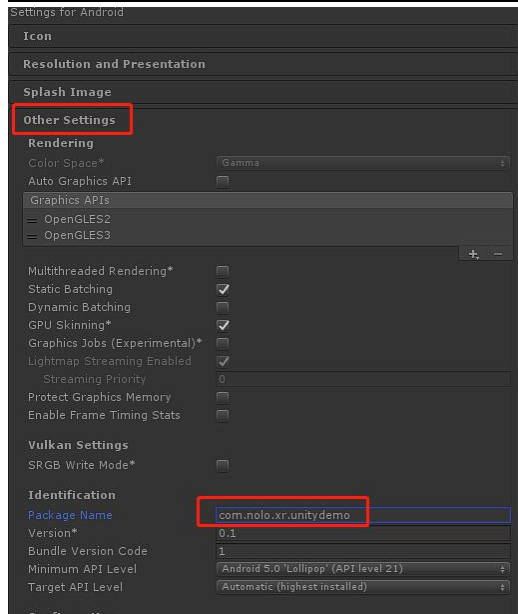 Settings for Android
Icon
Resolution and Presentation
Splash Image
Other Settings
Rendering
Color Space* Gamma
Auto Graphics API
Graphics APIs
OpenGLES2
OpenGLES3
Multithreaded Rendering*
Static Batching
Dynamic Batching
GPU Skinning*
Graphics Jobs (Experimental)*
Lightmap Streaming Enabled
Streaming Priority 0
Protect Graphics Memory
Enable Frame Timing Stats
Vulkan Settings
SRGB Write Mode*
Identification
Package Name com.nolo.xr.unitydemo
Version* 0.1
Bundle Version Code 1
Minimum API Level Android 5.0 'Lollipop' (API level 21)
Target API Level Automatic (highest installed)